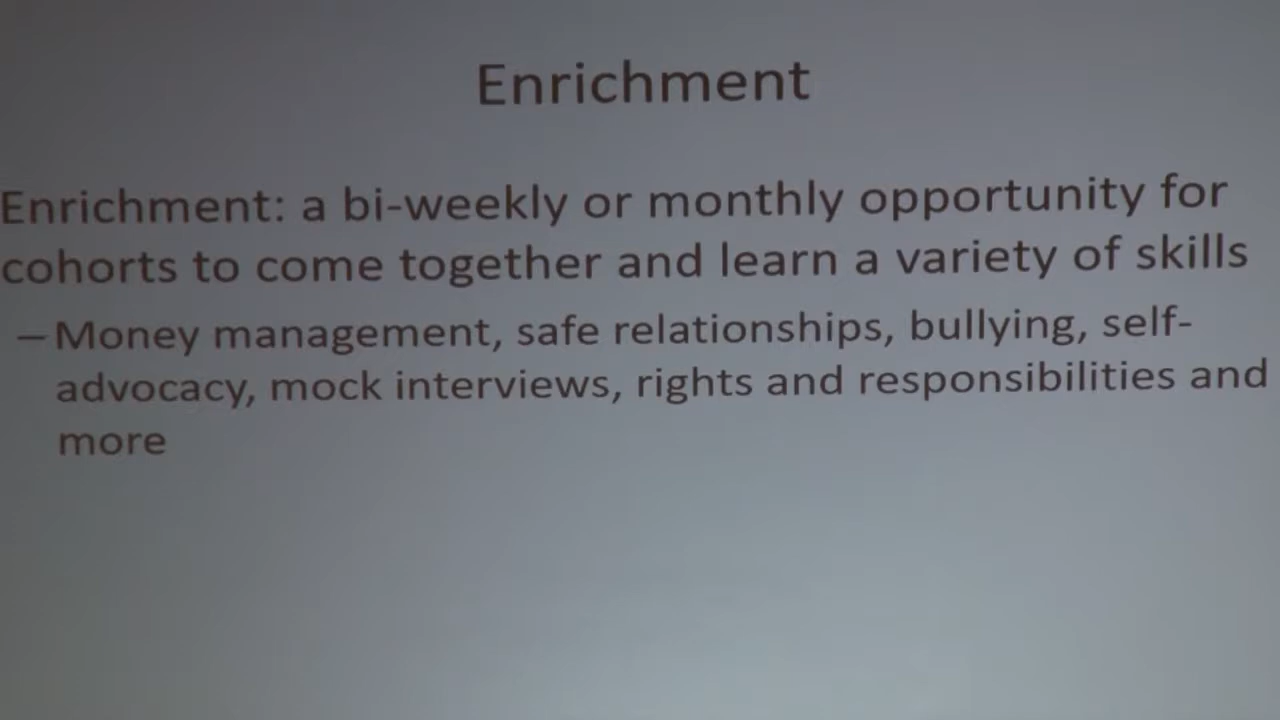 Enrichment
Enrichment: a bi-weekly or monthly opportunity for
cohorts to come together and learn a variety of skills
– Money management, safe relationships, bullying, self-
advocacy, mock interviews, rights and responsibilities and
more